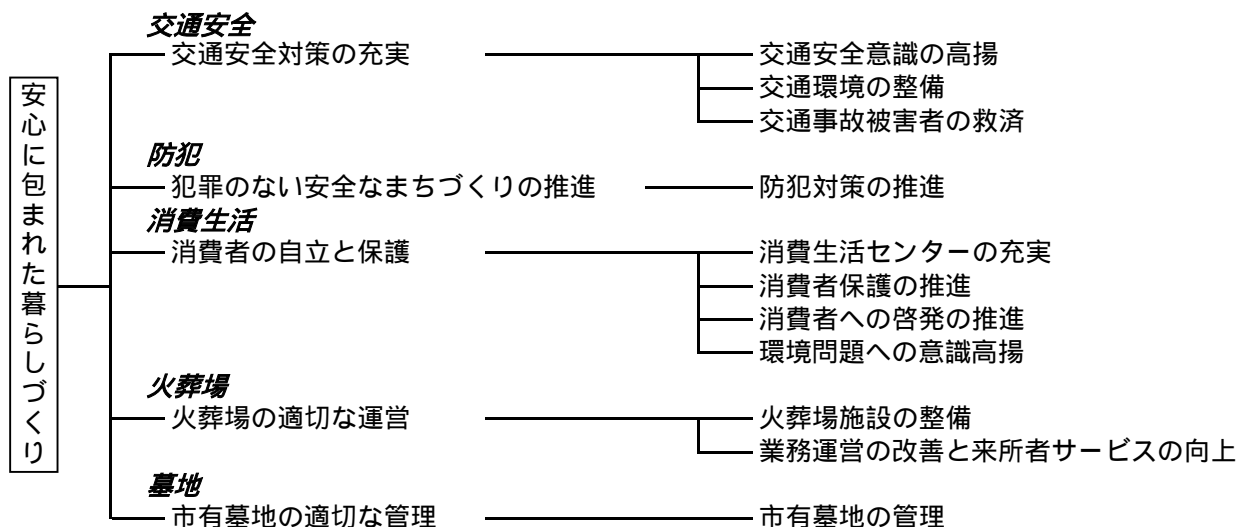 安心に包まれた暮らしづくり
交通安全
交通安全対策の充実
交通安全意識の高揚
交通環境の整備
交通事故被害者の救済
防犯
犯罪のない安全なまちづくりの推進
防犯対策の推進
消費生活
消費者の自立と保護
消費生活センターの充実
消費者保護の推進
消費者への啓発の推進
環境問題への意識高揚
火葬場
火葬場の適切な運営
火葬場施設の整備
業務運営の改善と来所者サービスの向上
墓地
市有墓地の適切な管理
市有墓地の管理